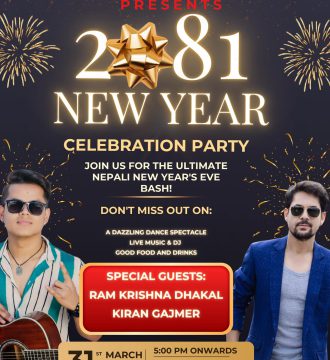 PRESENTS
2081
NEW YEAR
CELEBRATION PARTY
JOIN US FOR THE ULTIMATE
NEPALI NEW YEAR'S EVE
BASH!
DON'T MISS OUT ON:
A DAZZLING DANCE SPECTACLE
LIVE MUSIC & DJ
GOOD FOOD AND DRINKS
SPECIAL GUESTS:
RAM KRISHNA DHAKAL
KIRAN GAJMER
31ST MARCH
5:00 PM ONWARDS